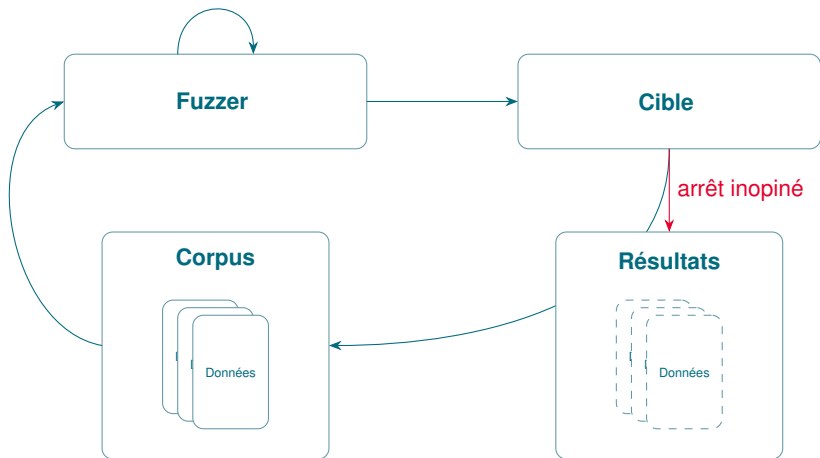 Fuzzer
Cible
arrêt inopiné
Corpus
Résultats
Données
Données